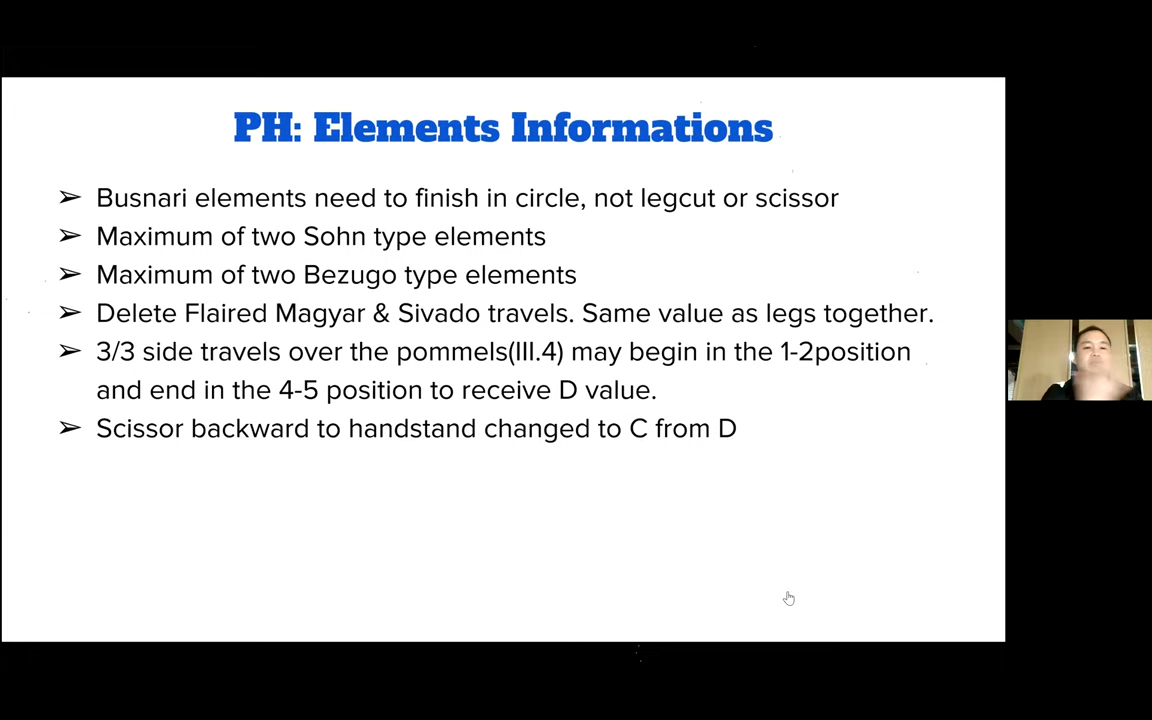 PH: Elements Informations
➢ Busnari elements need to finish in circle, not legcut or scissor
➢ Maximum of two Sohn type elements
➢ Maximum of two Bezugo type elements
➢ Delete Flaired Magyar & Sivado travels. Same value as legs together.
➢ 3/3 side travels over the pommels(III.4) may begin in the 1-2position
and end in the 4-5 position to receive D value.
➢ Scissor backward to handstand changed to C from D